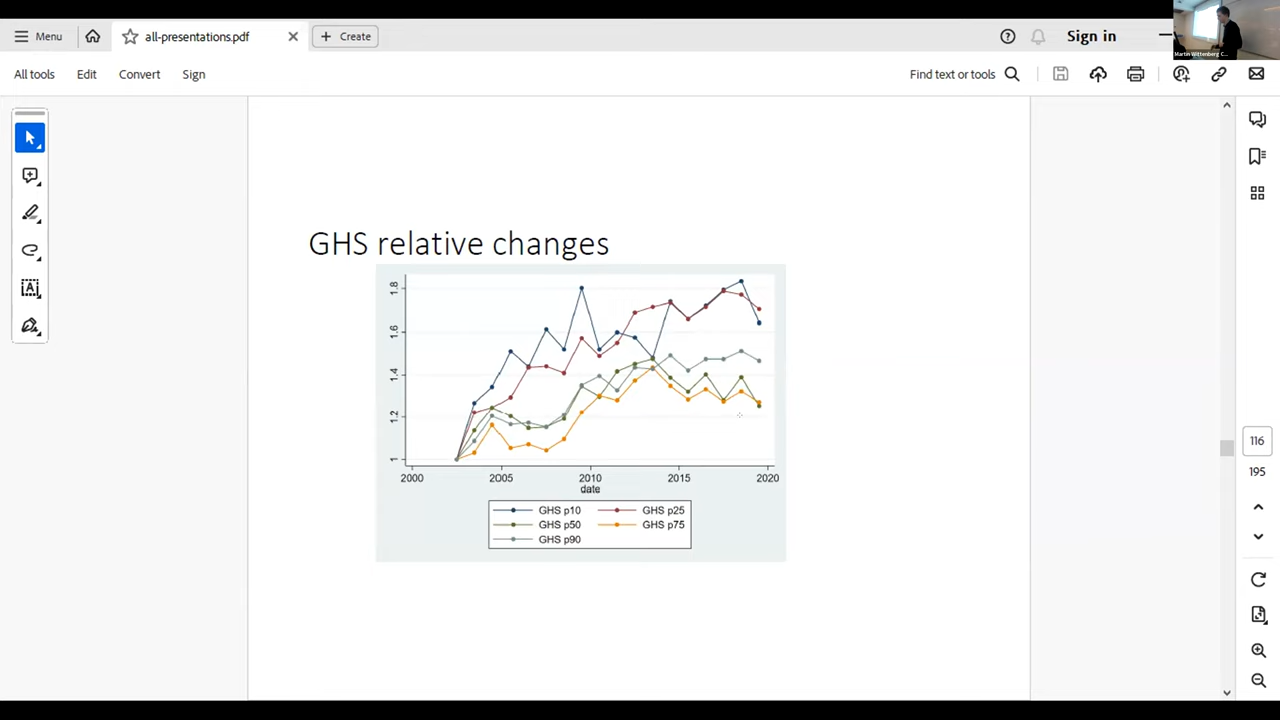 Menu
all-presentations.pdf
Create
Sign in
Martin Wittenberg C...
All tools
Edit
Convert
Sign
Find text or tools
GHS relative changes
1.8
1.6
1.4
1.2
1
2000
2005
2010
2015
2020
date
GHS p10
GHS p25
GHS p50
GHS p75
GHS p90
116
195